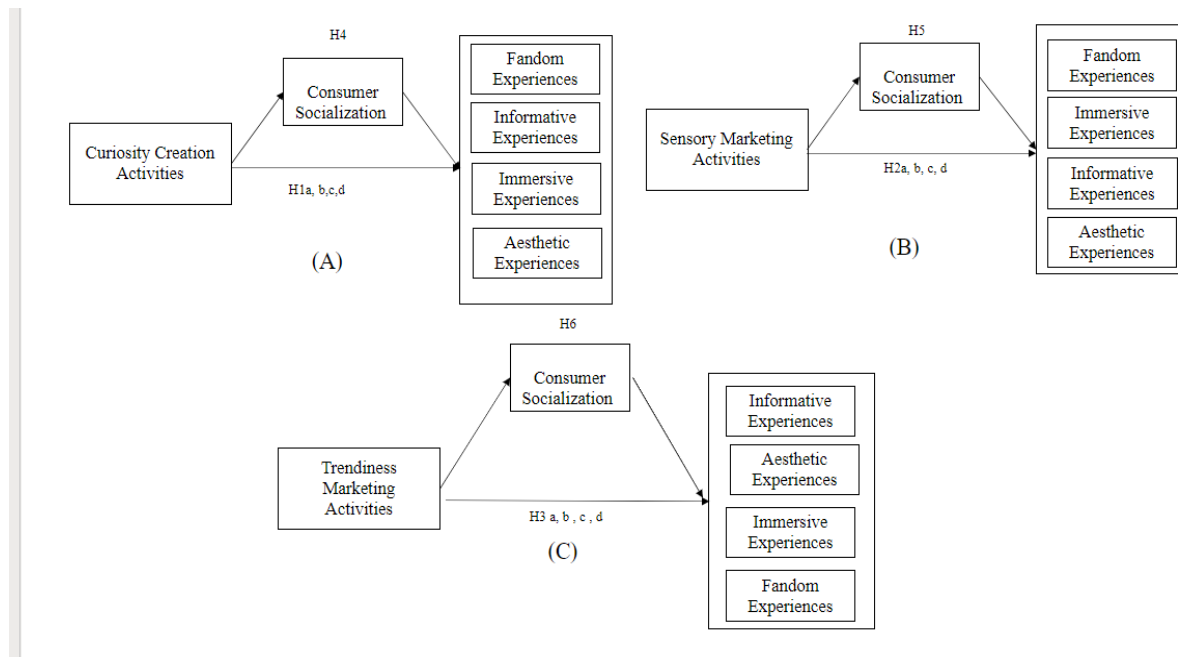 H4
Consumer
Socialization
Curiosity Creation
Activities
H1a, b,c,d
Fandom
Experiences
Informative
Experiences
Immersive
Experiences
Aesthetic
Experiences
(A)
H5
Consumer
Socialization
Sensory Marketing
Activities
H2a, b, c, d
Fandom
Experiences
Immersive
Experiences
Informative
Experiences
Aesthetic
Experiences
(B)
H6
Consumer
Socialization
Trendiness
Marketing
Activities
H3 a, b , c , d
Informative
Experiences
Aesthetic
Experiences
Immersive
Experiences
Fandom
Experiences
(C)